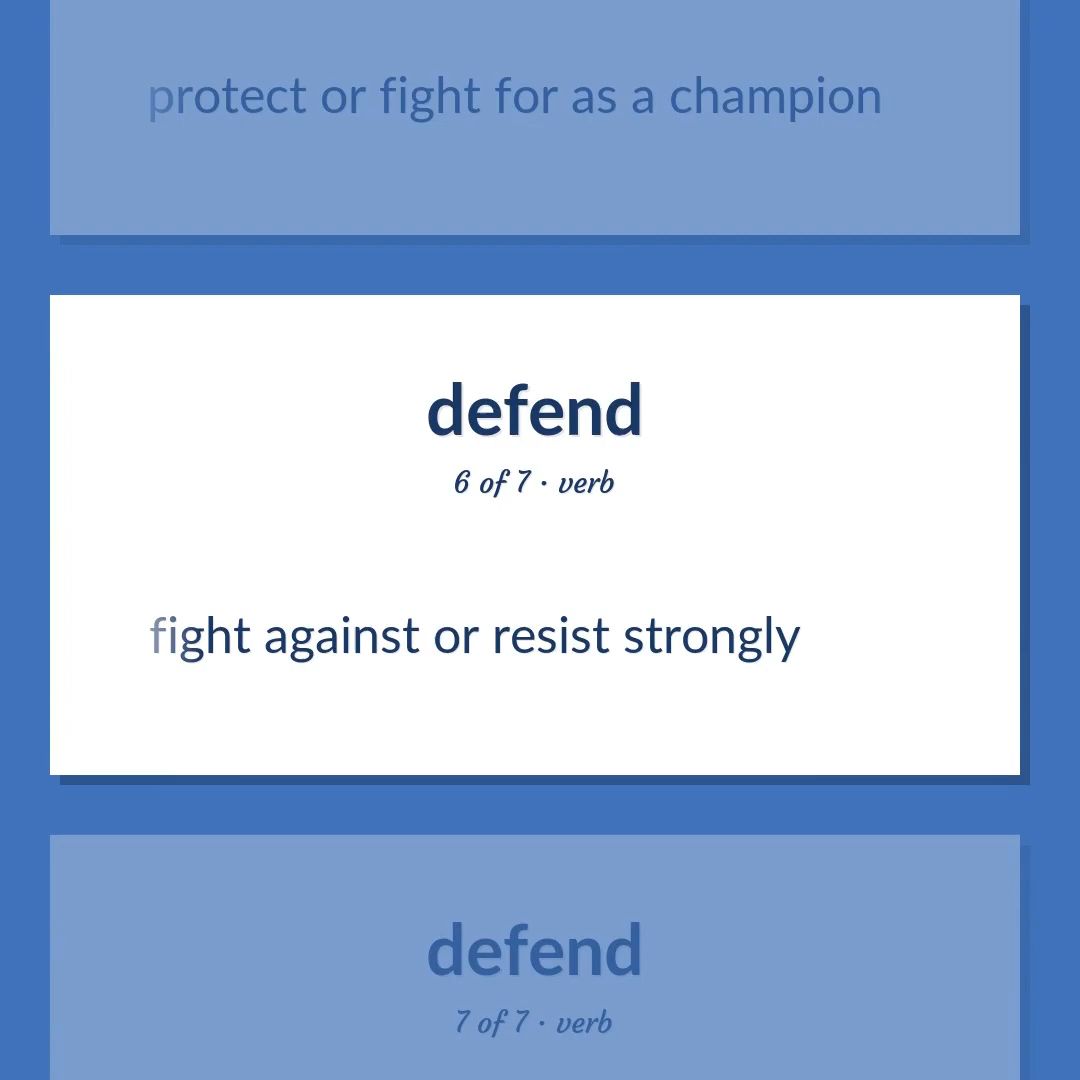 protect or fight for as a champion
defend
6 of 7 · verb
fight against or resist strongly
defend
7 of 7 · verb